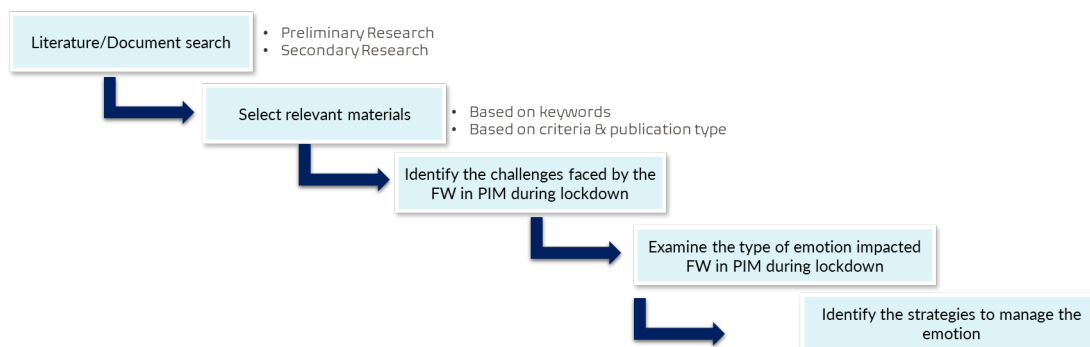 Literature/Document search
• Preliminary Research
• Secondary Research
Select relevant materials
• Based on keywords
• Based on criteria & publication type
Identify the challenges faced by the
FW in PIM during lockdown
Examine the type of emotion impacted
FW in PIM during lockdown
Identify the strategies to manage the
emotion